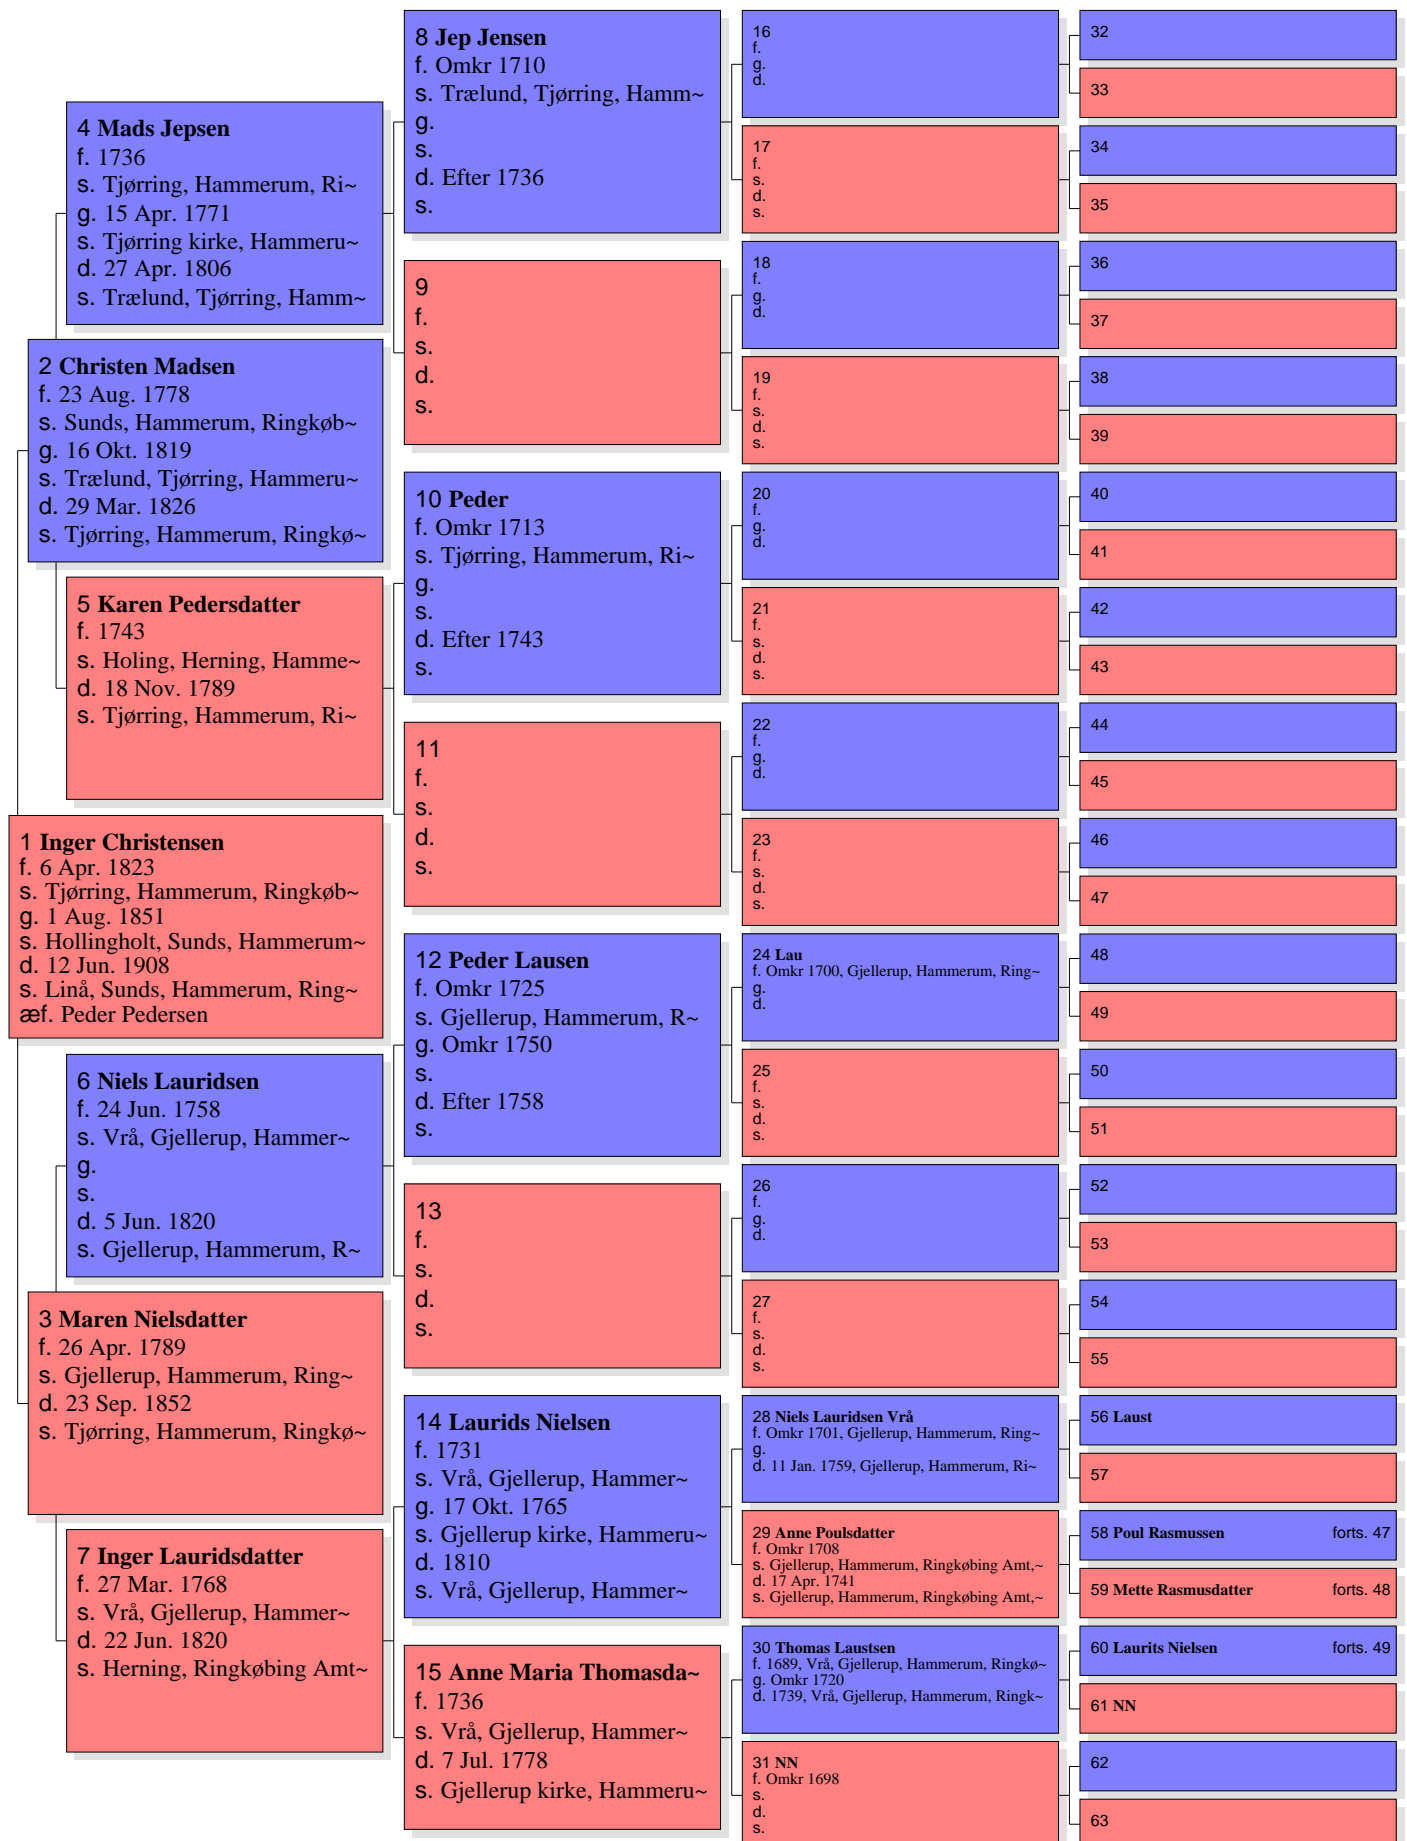 1 Inger Christensen
f. 6 Apr. 1823
s. Tjørring, Hammerum, Ringkøb~
g. 1 Aug. 1851
s. Hollingholt, Sunds, Hammerum~
d. 12 Jun. 1908
s. Linå, Sunds, Hammerum, Ring~
æf. Peder Pedersen
2 Christen Madsen
f. 23 Aug. 1778
s. Sunds, Hammerum, Ringkøb~
g. 16 Okt. 1819
s. Trælund, Tjørring, Hammeru~
d. 29 Mar. 1826
s. Tjørring, Hammerum, Ringkø~
3 Maren Nielsdatter
f. 26 Apr. 1789
s. Gjellerup, Hammerum, Ring~
d. 23 Sep. 1852
s. Tjørring, Hammerum, Ringkø~
4 Mads Jepsen
f. 1736
s. Tjørring, Hammerum, Ri~
g. 15 Apr. 1771
s. Tjørring kirke, Hammeru~
d. 27 Apr. 1806
s. Trælund, Tjørring, Hamm~
5 Karen Pedersdatter
f. 1743
s. Holing, Herning, Hamme~
d. 18 Nov. 1789
s. Tjørring, Hammerum, Ri~
6 Niels Lauridsen
f. 24 Jun. 1758
s. Vrå, Gjellerup, Hammer~
g.
s.
d. 5 Jun. 1820
s. Gjellerup, Hammerum, R~
7 Inger Lauridsdatter
f. 27 Mar. 1768
s. Vrå, Gjellerup, Hammer~
d. 22 Jun. 1820
s. Herning, Ringkøbing Amt~
8 Jep Jensen
f. Omkr 1710
s. Trælund, Tjørring, Hamm~
g.
s.
d. Efter 1736
s.
9
f.
s.
d.
s.
10 Peder
f. Omkr 1713
s. Tjørring, Hammerum, Ri~
g.
s.
d. Efter 1743
s.
11
f.
s.
d.
s.
12 Peder Lausen
f. Omkr 1725
s. Gjellerup, Hammerum, R~
g. Omkr 1750
s.
d. Efter 1758
s.
13
f.
s.
d.
s.
14 Laurids Nielsen
f. 1731
s. Vrå, Gjellerup, Hammer~
g. 17 Okt. 1765
s. Gjellerup kirke, Hammeru~
d. 1810
s. Vrå, Gjellerup, Hammer~
15 Anne Maria Thomasda~
f. 1736
s. Vrå, Gjellerup, Hammer~
d. 7 Jul. 1778
s. Gjellerup kirke, Hammeru~
16
f.
g.
d.
17
f.
s.
d.
s.
18
f.
g.
d.
19
f.
s.
d.
s.
20
f.
g.
d.
21
f.
s.
d.
s.
22
f.
g.
d.
23
f.
s.
d.
s.
24 Lau
f. Omkr 1700, Gjellerup, Hammerum, Ring~
g.
d.
25
f.
s.
d.
s.
26
f.
g.
d.
27
f.
s.
d.
s.
28 Niels Lauridsen Vrå
f. Omkr 1701, Gjellerup, Hammerum, Ring~
g.
d. 11 Jan. 1759, Gjellerup, Hammerum, Ri~
29 Anne Poulsdatter
f. Omkr 1708
s. Gjellerup, Hammerum, Ringkøbing Amt,~
d. 17 Apr. 1741
s. Gjellerup, Hammerum, Ringkøbing Amt,~
30 Thomas Laustsen
f. 1689, Vrå, Gjellerup, Hammerum, Ringkø~
g. Omkr 1720
d. 1739, Vrå, Gjellerup, Hammerum, Ringk~
31 NN
f. Omkr 1698
s.
d.
s.
32
33
34
35
36
37
38
39
40
41
42
43
44
45
46
47
48
49
50
51
52
53
54
55
56 Laust
57
58 Poul Rasmussen forts. 47
59 Mette Rasmusdatter forts. 48
60 Laurits Nielsen forts. 49
61 NN
62
63